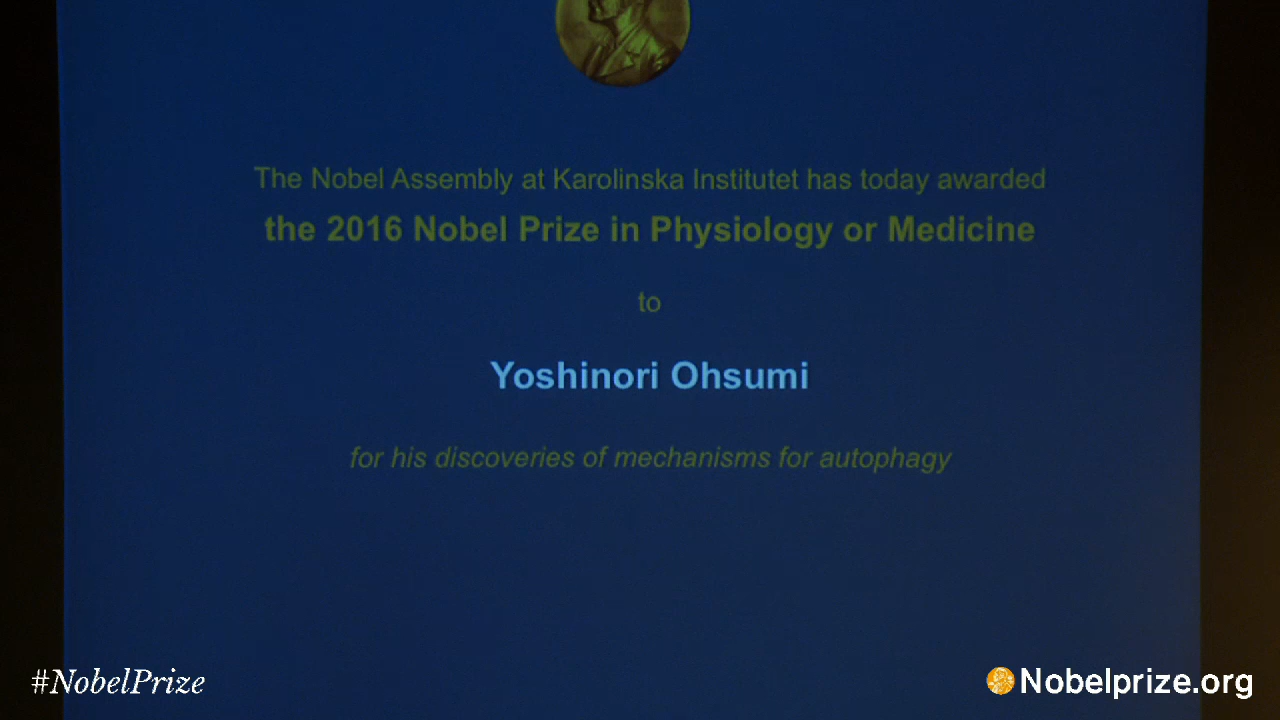 The Nobel Assembly at Karolinska Institutet has today awarded
the 2016 Nobel Prize in Physiology or Medicine
to
Yoshinori Ohsumi
for his discoveries of mechanisms for autophagy
#NobelPrize
Nobelprize.org